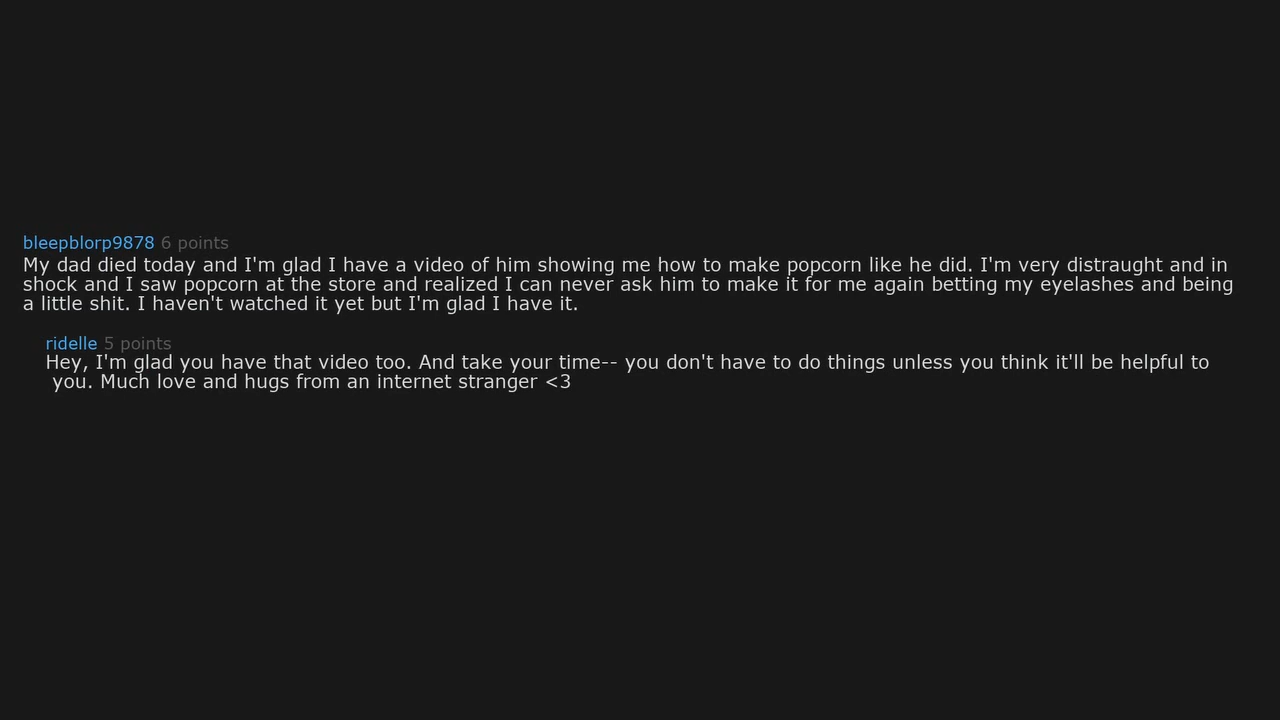 bleepblorp9878 6 points
My dad died today and I'm glad I have a video of him showing me how to make popcorn like he did. I'm very distraught and in
shock and I saw popcorn at the store and realized I can never ask him to make it for me again betting my eyelashes and being
a little shit. I haven't watched it yet but I'm glad I have it.
ridelle 5 points
Hey, I'm glad you have that video too. And take your time-- you don't have to do things unless you think it'll be helpful to
you. Much love and hugs from an internet stranger <3